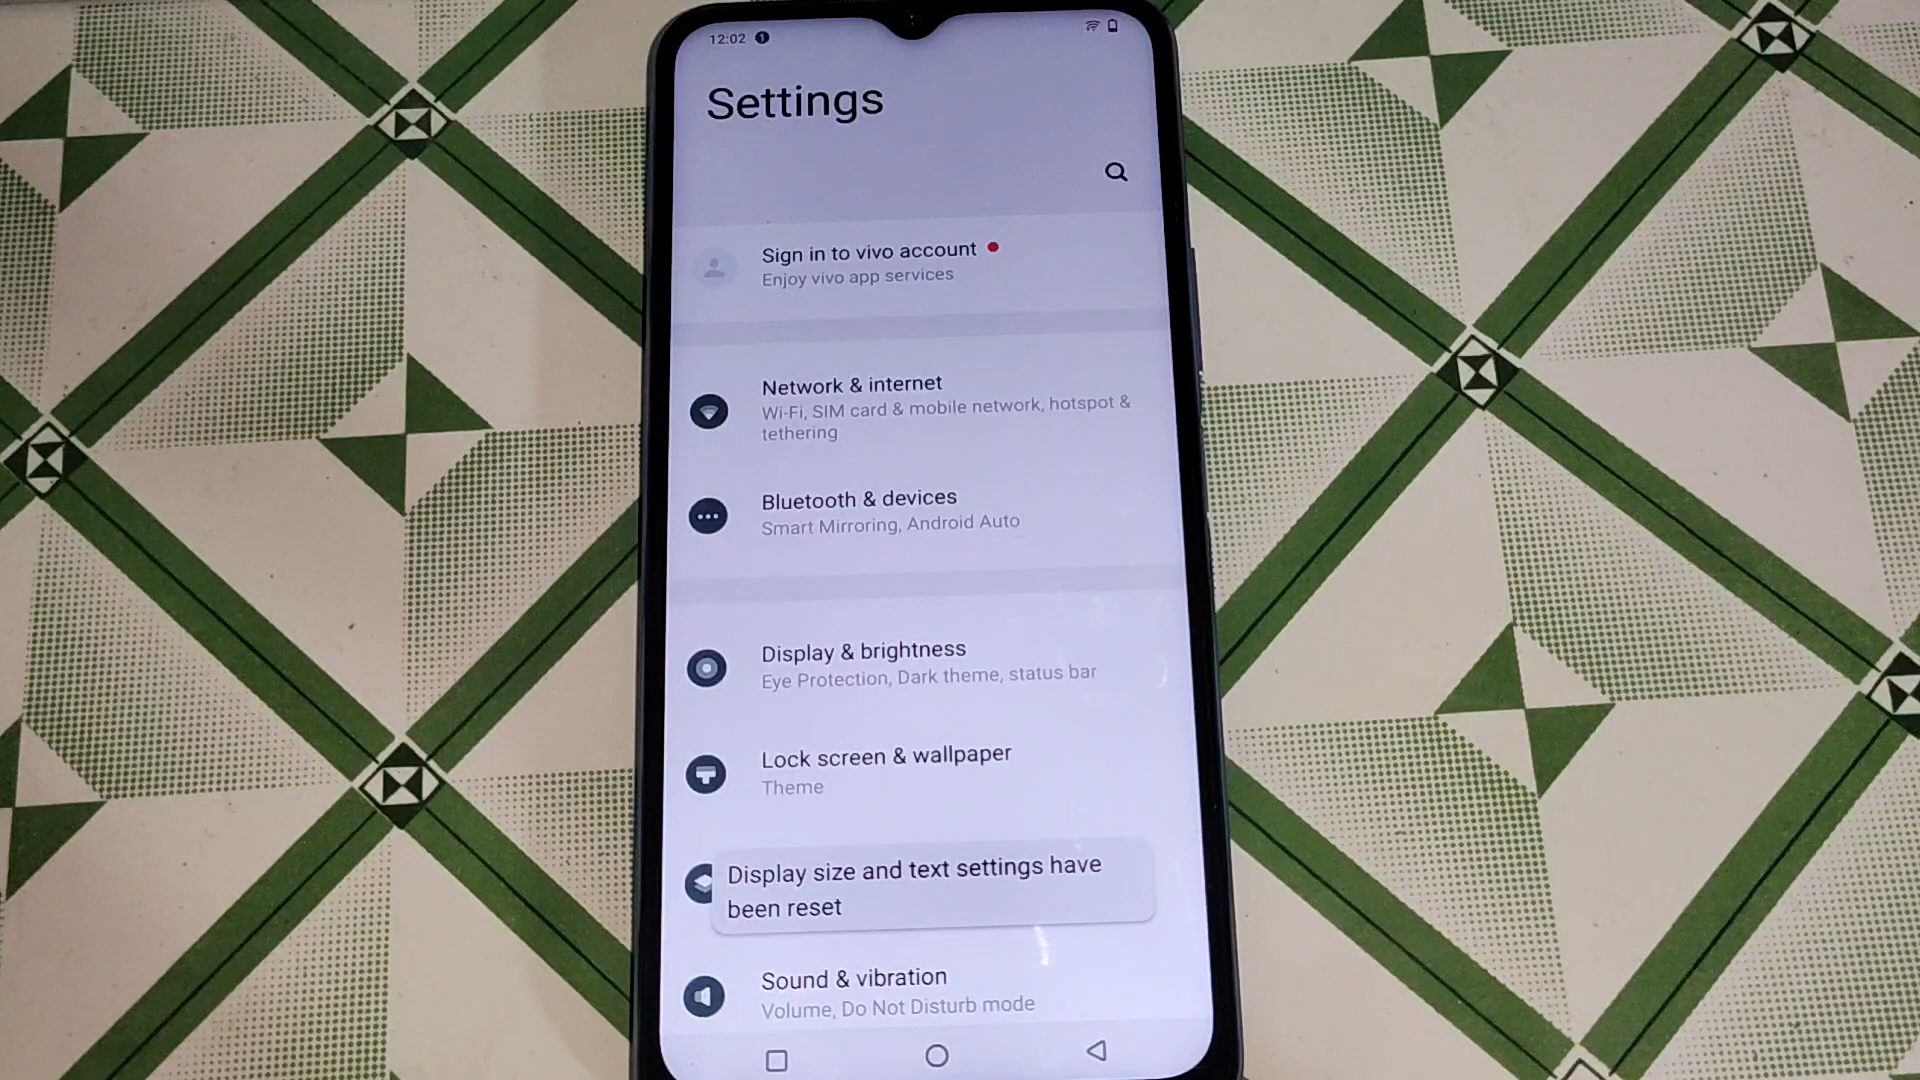 12:02
Settings
Sign in to vivo account
Enjoy vivo app services
Network & internet
Wi-Fi, SIM card & mobile network, hotspot &
tethering
Bluetooth & devices
Smart Mirroring, Android Auto
Display & brightness
Eye Protection, Dark theme, status bar
Lock screen & wallpaper
Theme
Display size and text settings have
been reset
Sound & vibration
Volume, Do Not Disturb mode